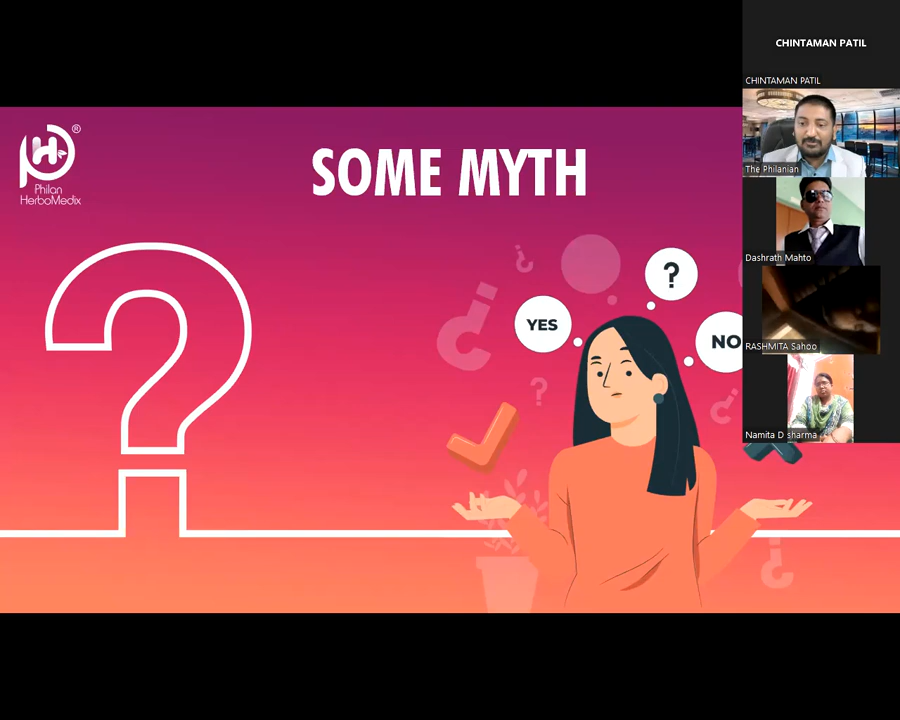 CHINTAMAN PATIL
CHINTAMAN PATIL
The Philanian
Dashrath Mahto
RASHMITA Sahoo
Namita D sharma
H
®
Philan
HerboMedix
SOME MYTH
?
YES
?
NO